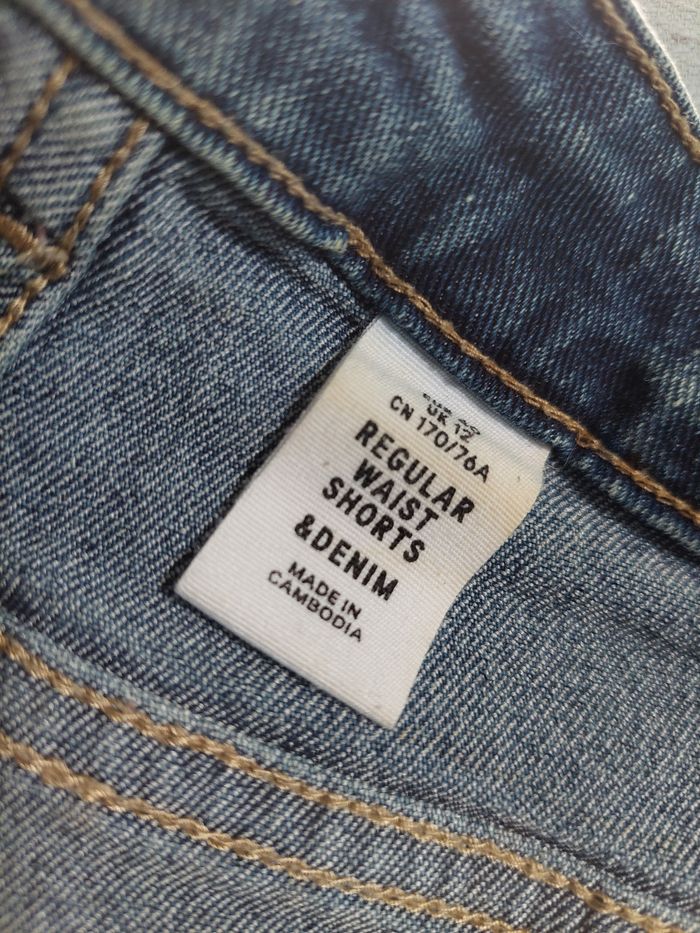 UK 12
CN 170/76A
REGULAR
WAIST
SHORTS
&DENIM
MADE IN
CAMBODIA